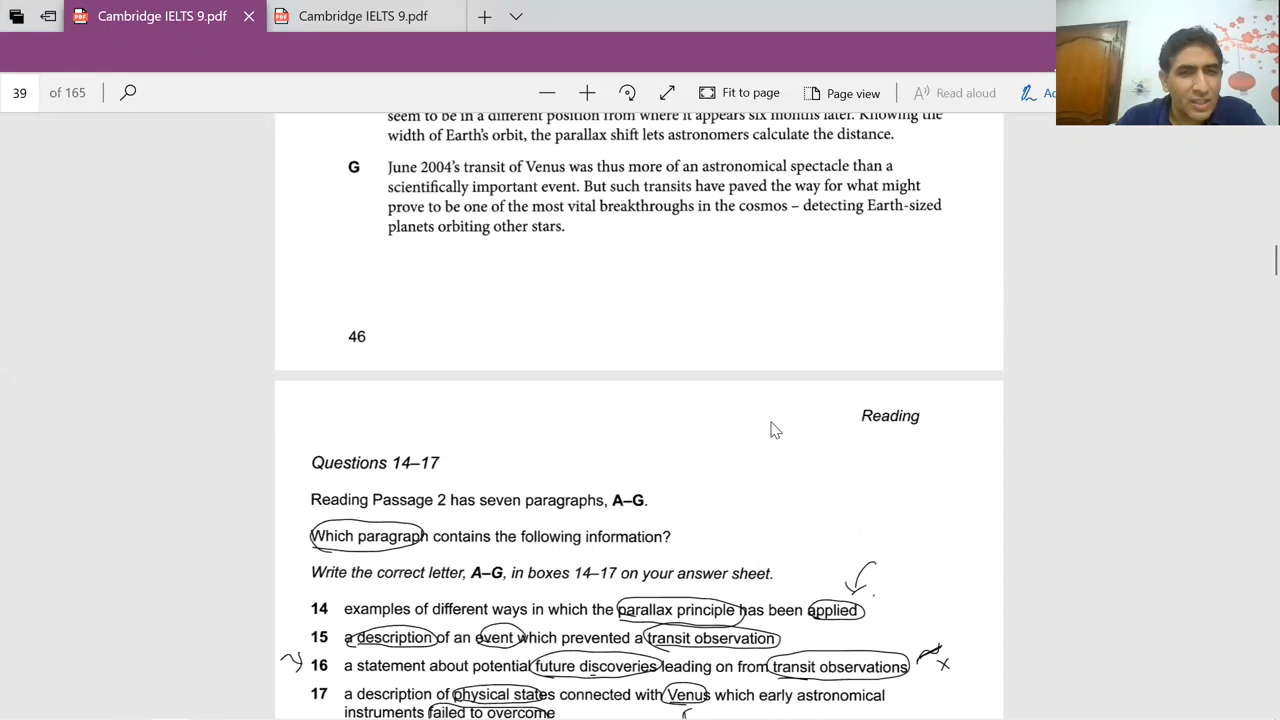 Cambridge IELTS 9.pdf
Cambridge IELTS 9.pdf
39 of 165
Fit to page
Page view
Read aloud
seem to be in a different position from where it appears six months later. Knowing the
width of Earth's orbit, the parallax shift lets astronomers calculate the distance.
G June 2004's transit of Venus was thus more of an astronomical spectacle than a
scientifically important event. But such transits have paved the way for what might
prove to be one of the most vital breakthroughs in the cosmos – detecting Earth-sized
planets orbiting other stars.
46
Reading
Questions 14–17
Reading Passage 2 has seven paragraphs, A–G.
Which paragraph contains the following information?
Write the correct letter, A–G, in boxes 14–17 on your answer sheet.
14 examples of different ways in which the parallax principle has been applied
15 a description of an event which prevented a transit observation
16 a statement about potential future discoveries leading on from transit observations
17 a description of physical states connected with Venus which early astronomical
instruments failed to overcome